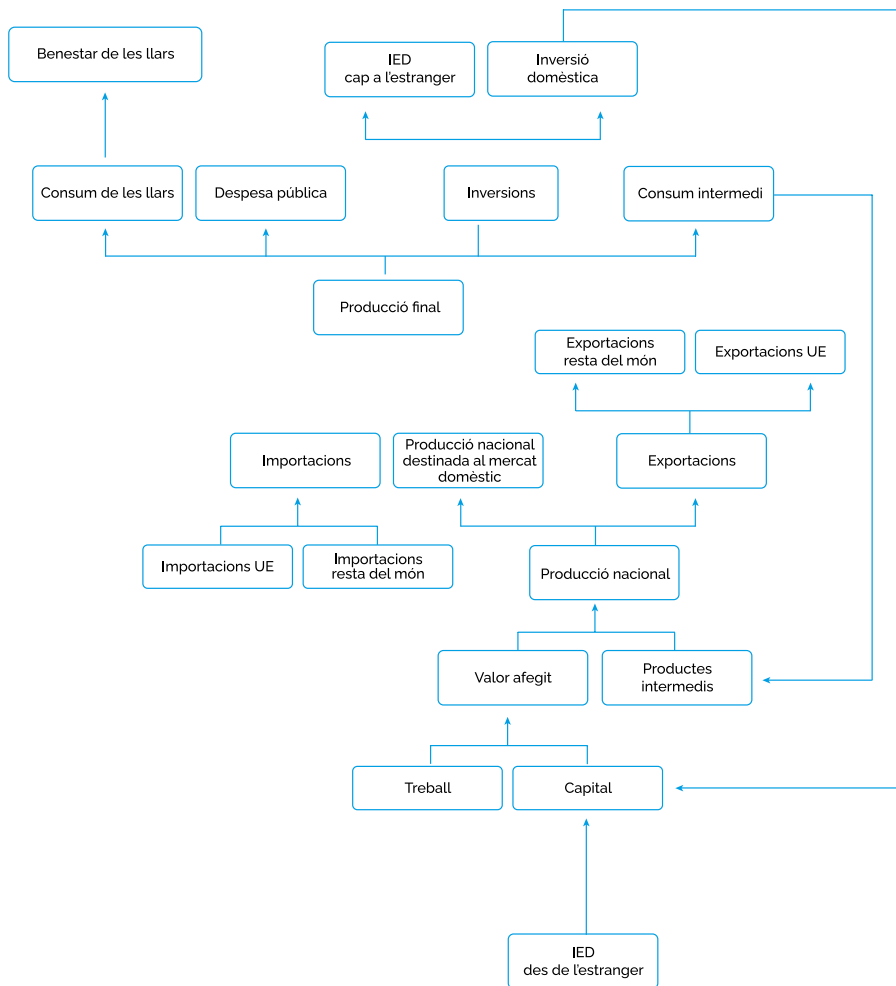 Benestar de les llars
IED
cap a l'estranger
Inversió
domèstica
Consum de les llars
Despesa pública
Inversions
Consum intermedi
Producció final
Exportacions
resta del món
Exportacions UE
Importacions
Producció nacional
destinada al mercat
domèstic
Exportacions
Importacions UE
Importacions
resta del món
Producció nacional
Valor afegit
Productes
intermedis
Treball
Capital
IED
des de l'estranger